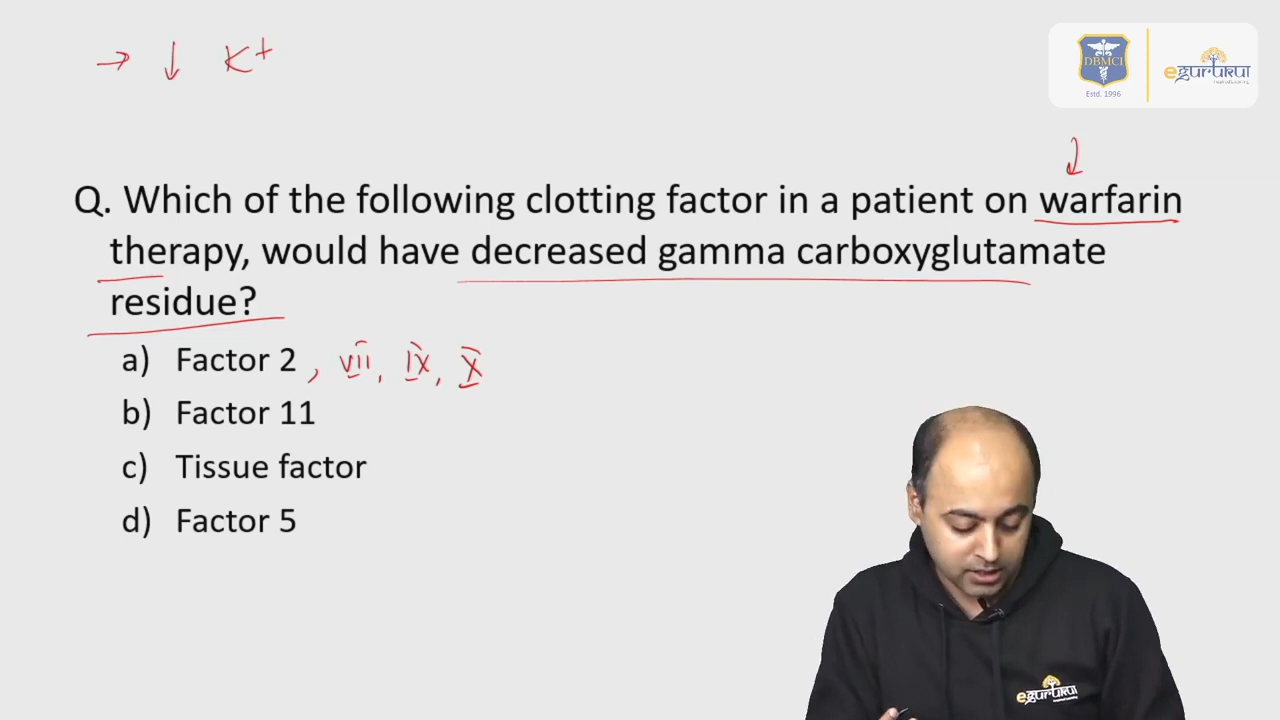 → ↓ K+
DBMCI
Estd. 1996
egurukul
Q. Which of the following clotting factor in a patient on warfarin
therapy, would have decreased gamma carboxyglutamate
residue?
a) Factor 2 , VII, IX, X
b) Factor 11
c) Tissue factor
d) Factor 5
egurukul